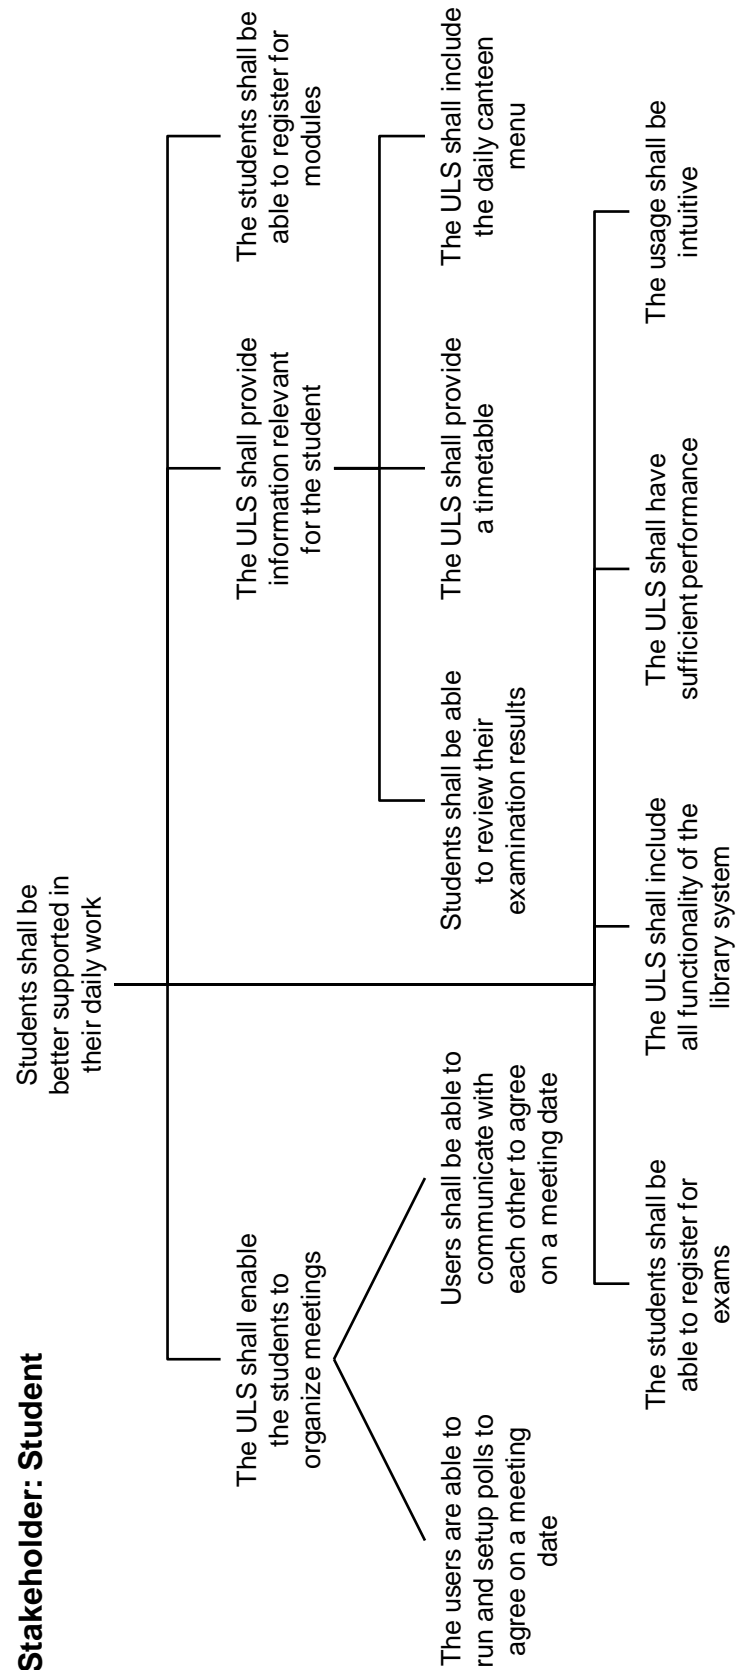 Stakeholder: Student
Students shall be
better supported in
their daily work
The ULS shall enable
the students to
organize meetings
The ULS shall provide
information relevant
for the student
The students shall be
able to register for
modules
The users are able to
run and setup polls to
agree on a meeting
date
Users shall be able to
communicate with
each other to agree
on a meeting date
Students shall be able
to review their
examination results
The ULS shall provide
a timetable
The ULS shall include
the daily canteen
menu
The students shall be
able to register for
exams
The ULS shall include
all functionality of the
library system
The ULS shall have
sufficient performance
The usage shall be
intuitive